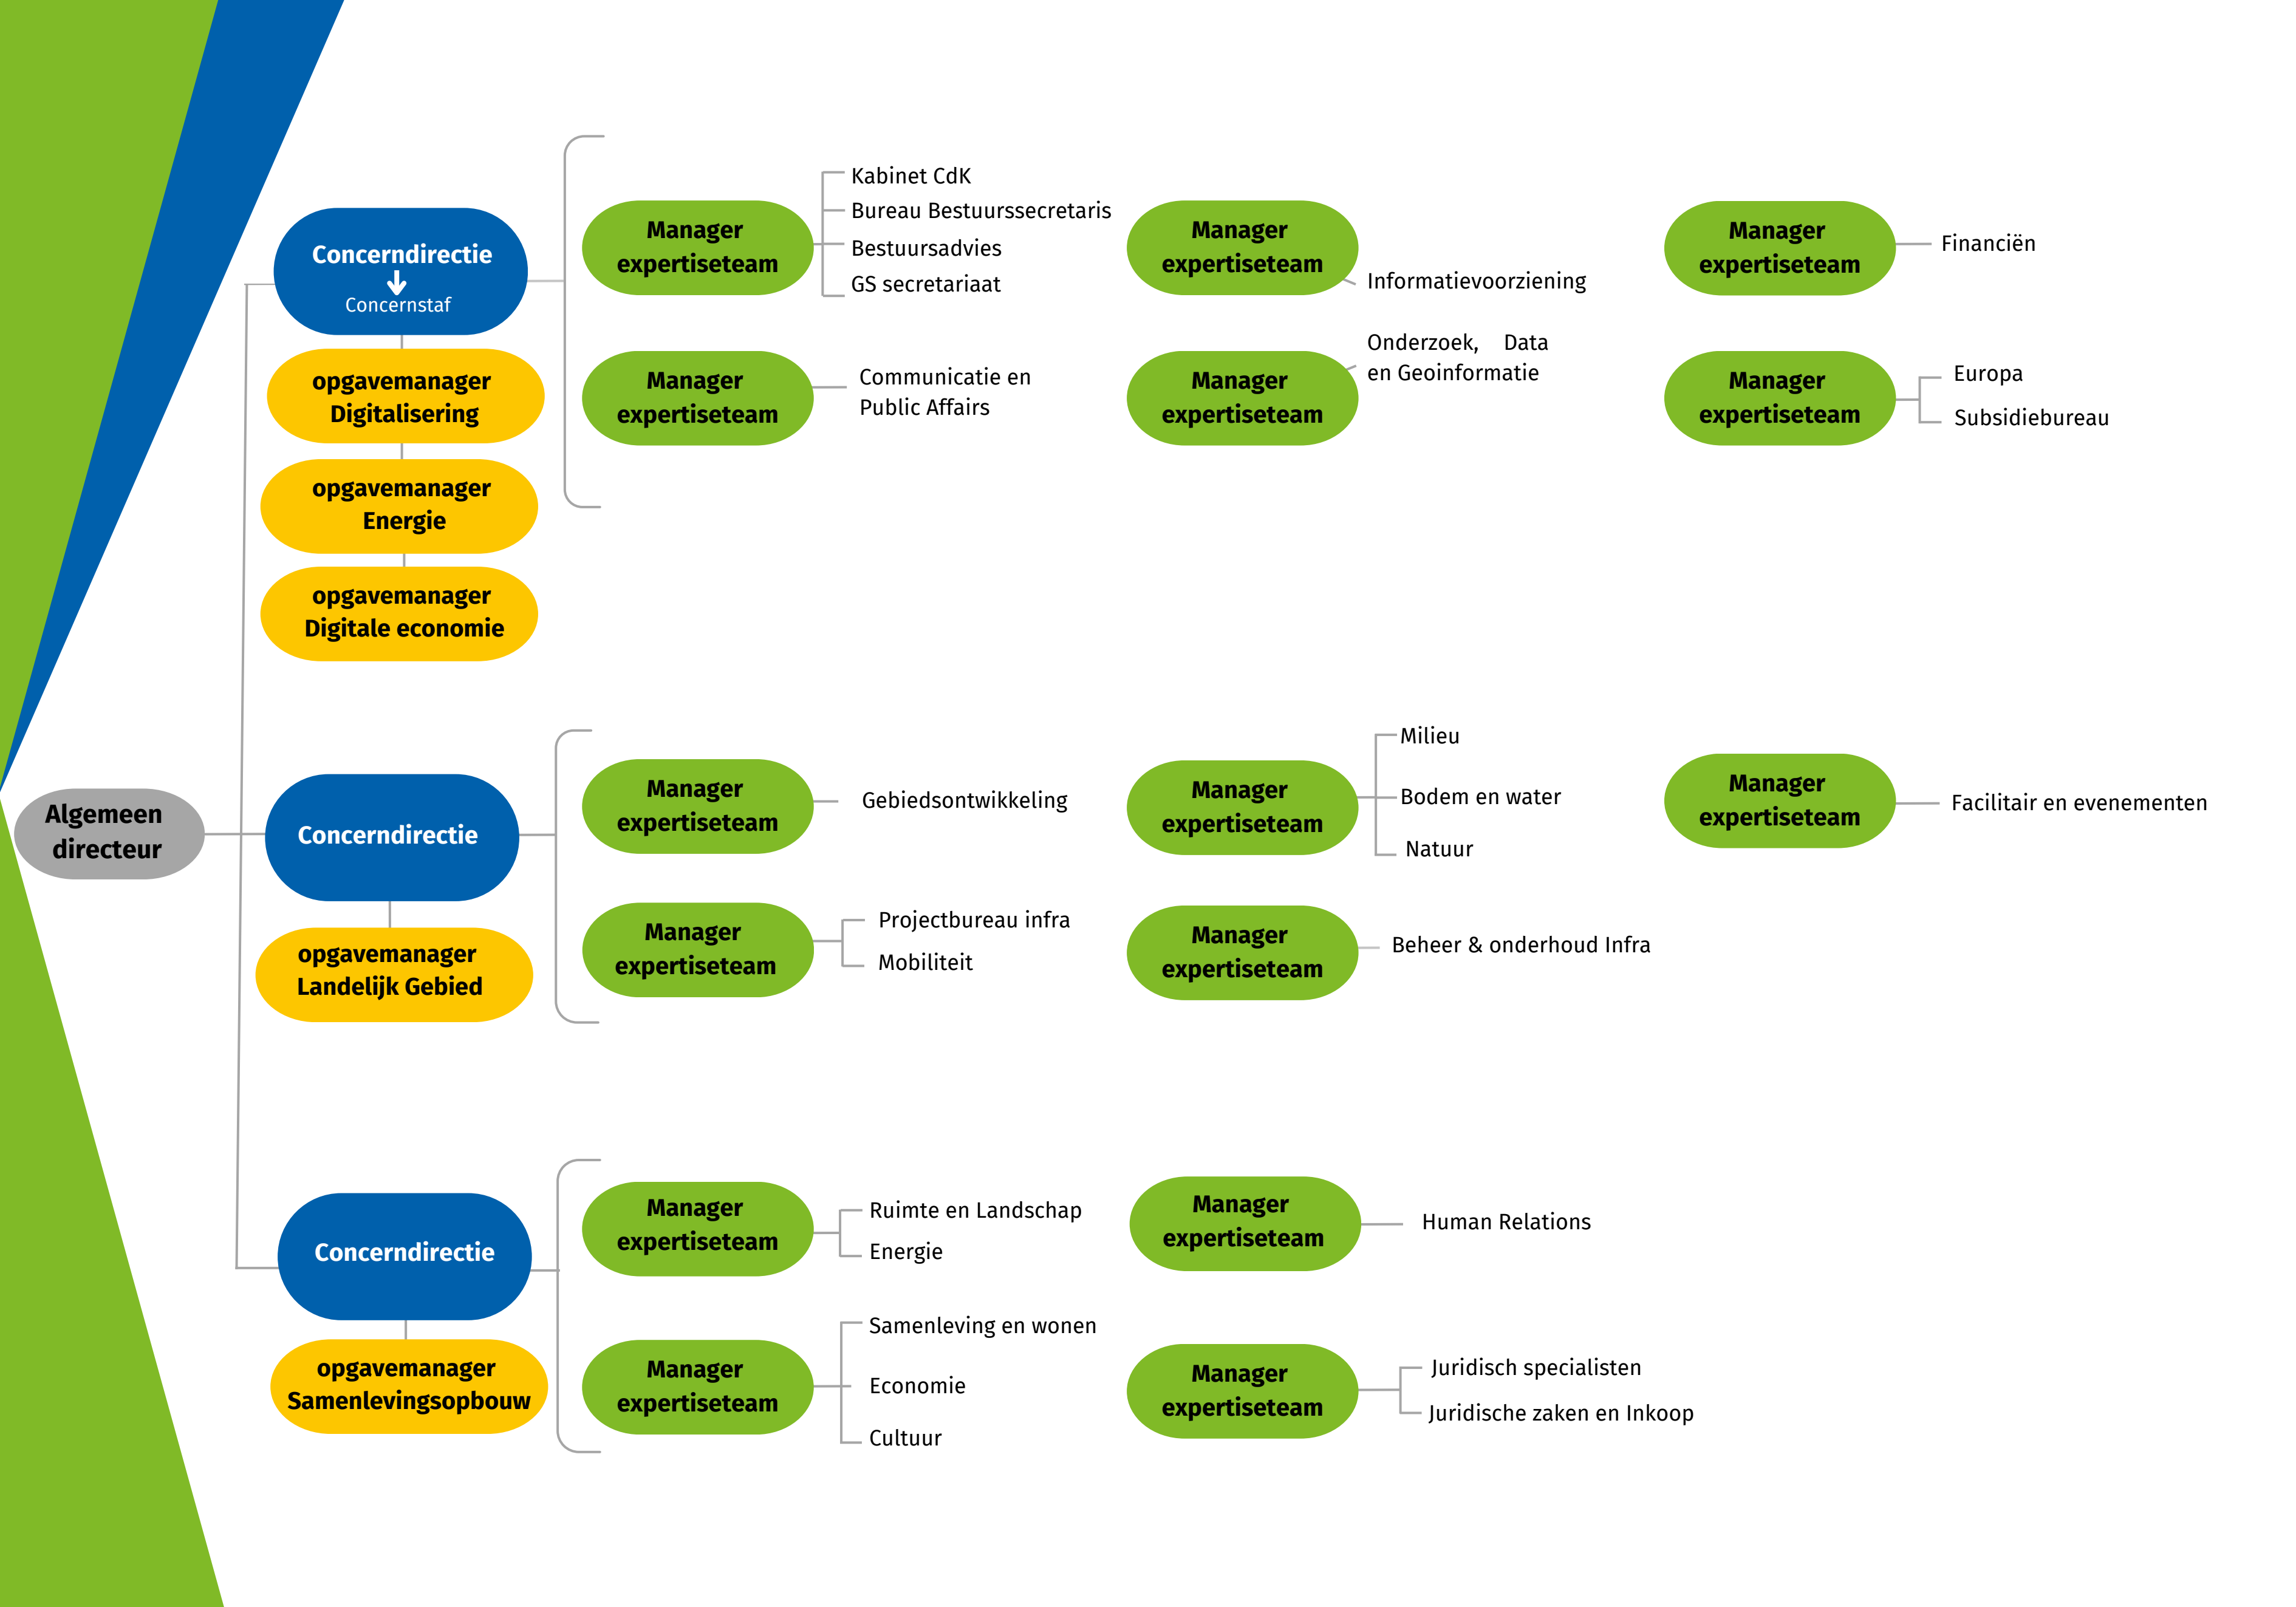 Kabinet CdK
Bureau Bestuurssecretaris
Bestuursadvies
GS secretariaat
Manager
expertiseteam
Manager
expertiseteam
Informatievoorziening
Manager
expertiseteam
Financiën
Concerndirectie
Concernstaf
Manager
expertiseteam
Communicatie en
Public Affairs
Manager
expertiseteam
Onderzoek, Data
en Geoinformatie
Manager
expertiseteam
Europa
Subsidiebureau
opgavemanager
Digitalisering
opgavemanager
Energie
opgavemanager
Digitale economie
Algemeen
directeur
Concerndirectie
Manager
expertiseteam
Gebiedsontwikkeling
Manager
expertiseteam
Milieu
Bodem en water
Natuur
Manager
expertiseteam
Facilitair en evenementen
opgavemanager
Landelijk Gebied
Manager
expertiseteam
Projectbureau infra
Mobiliteit
Manager
expertiseteam
Beheer & onderhoud Infra
Concerndirectie
Manager
expertiseteam
Ruimte en Landschap
Energie
Manager
expertiseteam
Human Relations
opgavemanager
Samenlevingsopbouw
Manager
expertiseteam
Samenleving en wonen
Economie
Cultuur
Manager
expertiseteam
Juridisch specialisten
Juridische zaken en Inkoop